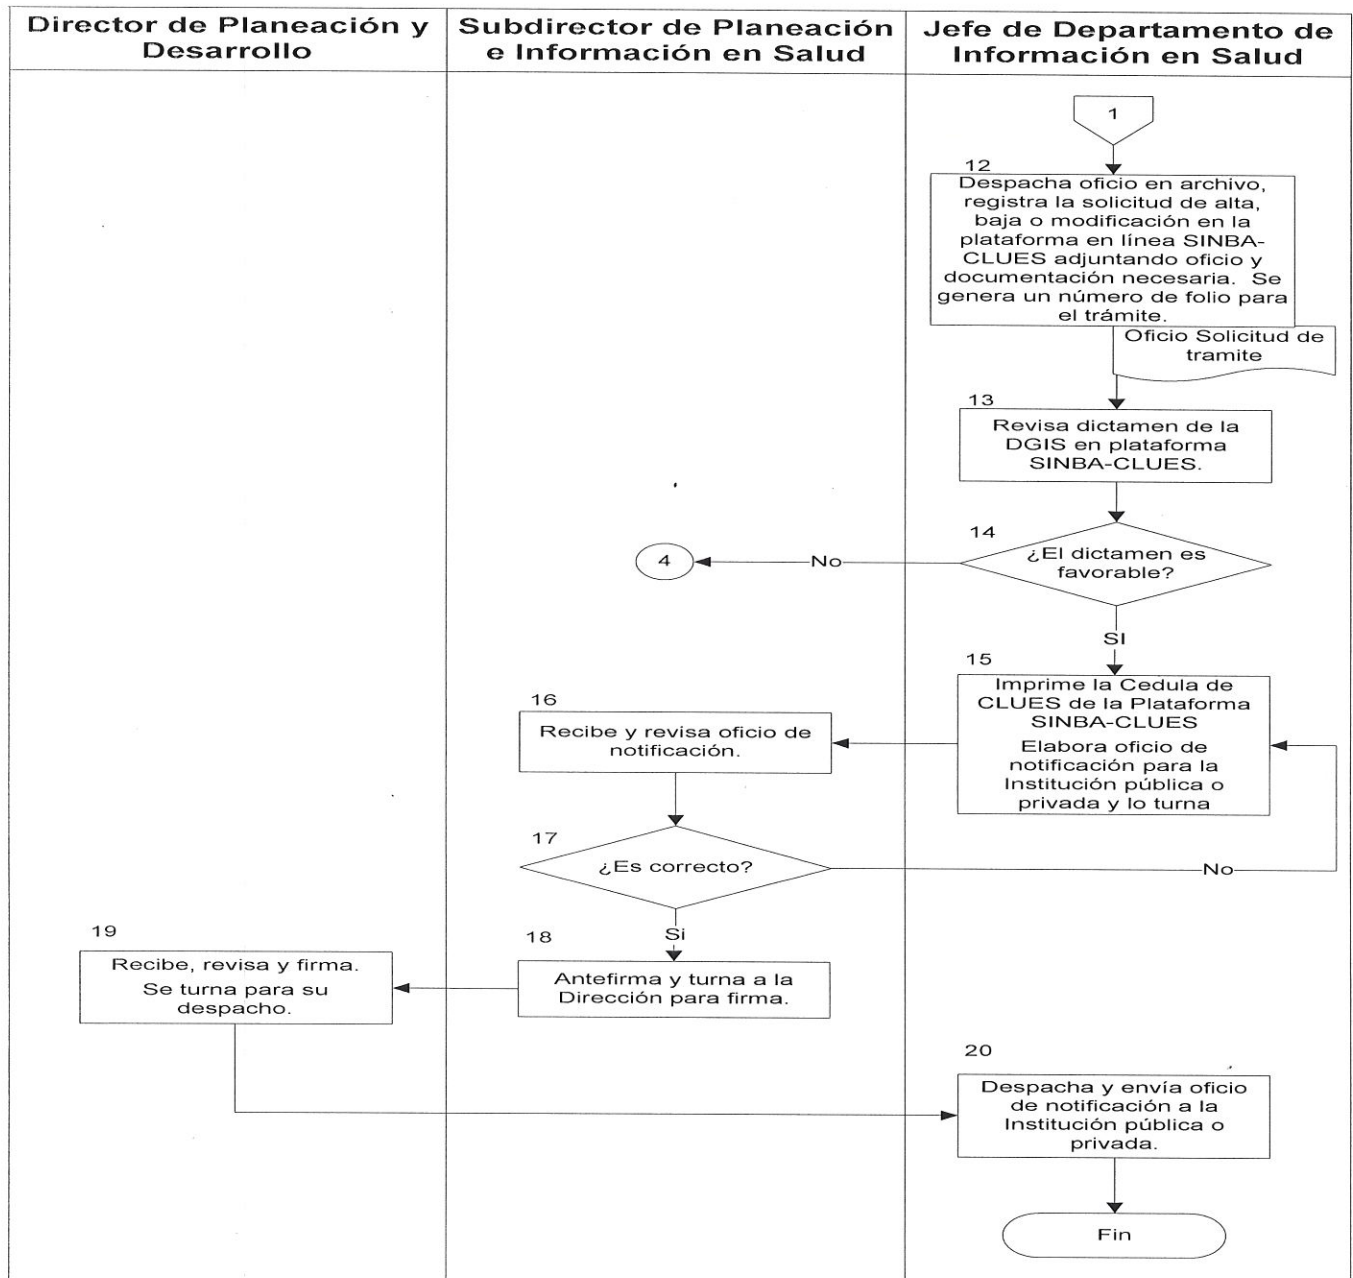 Director de Planeación y
Desarrollo
Subdirector de Planeación
e Información en Salud
Jefe de Departamento de
Información en Salud
1
12
Despacha oficio en archivo,
registra la solicitud de alta,
baja o modificación en la
plataforma en línea SINBA-
CLUES adjuntando oficio y
documentación necesaria. Se
genera un número de folio para
el trámite.
Oficio Solicitud de
tramite
13
Revisa dictamen de la
DGIS en plataforma
SINBA-CLUES.
14
¿El dictamen es
favorable?
No
4
SI
15
Imprime la Cedula de
CLUES de la Plataforma
SINBA-CLUES
Elabora oficio de
notificación para la
Institución pública o
privada y lo turna
16
Recibe y revisa oficio de
notificación.
17
¿Es correcto?
No
Si
18
Antefirma y turna a la
Dirección para firma.
19
Recibe, revisa y firma.
Se turna para su
despacho.
20
Despacha y envía oficio
de notificación a la
Institución pública o
privada.
Fin